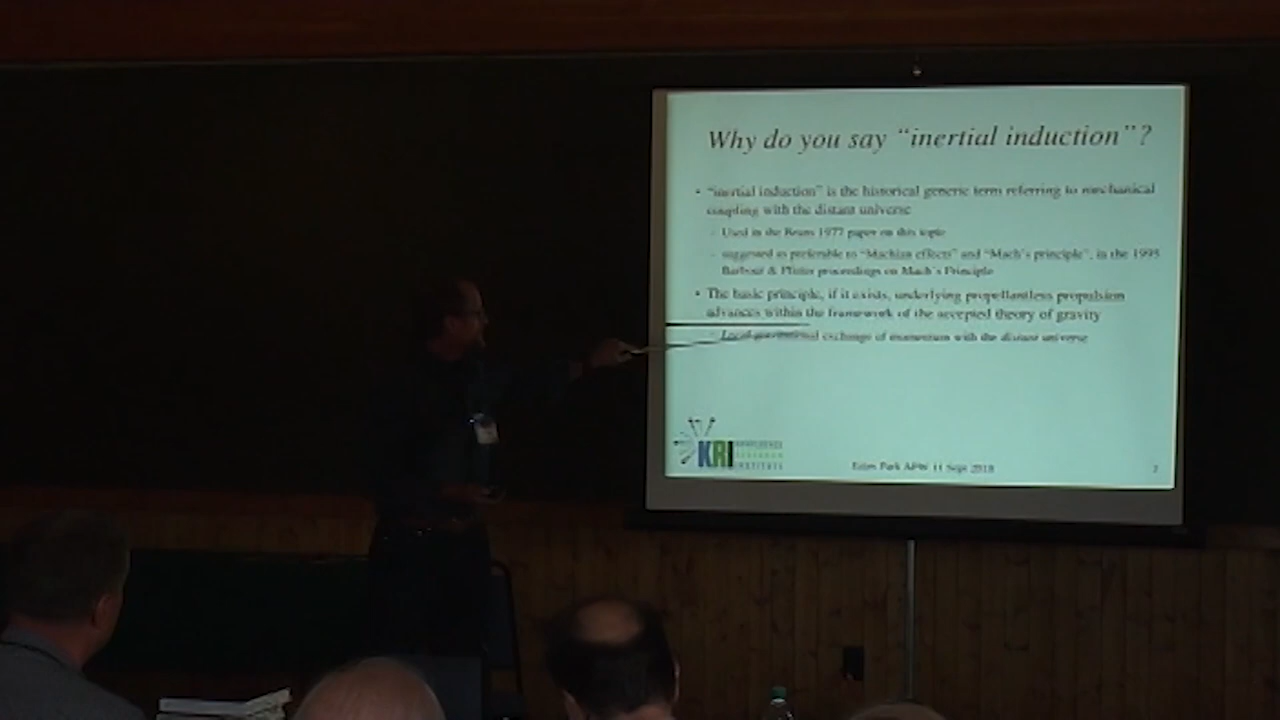 Why do you say “inertial induction”?
• “inertial induction” is the historical generic term referring to mechanical
coupling with the distant universe
– Used in the 1977 paper on this topic
– suggested as preferable to “Machian effects” and “Mach’s principle”, in the 1995
Barbour & Pfister proceedings on Mach’s Principle
• The basic principle, if it exists, underlying propellantless propulsion
advances within the framework of the accepted theory of gravity
– exchange of momentum with the distant universe
KRI
INSTITUTE
Estes Park APW 11 Sept 2018
2